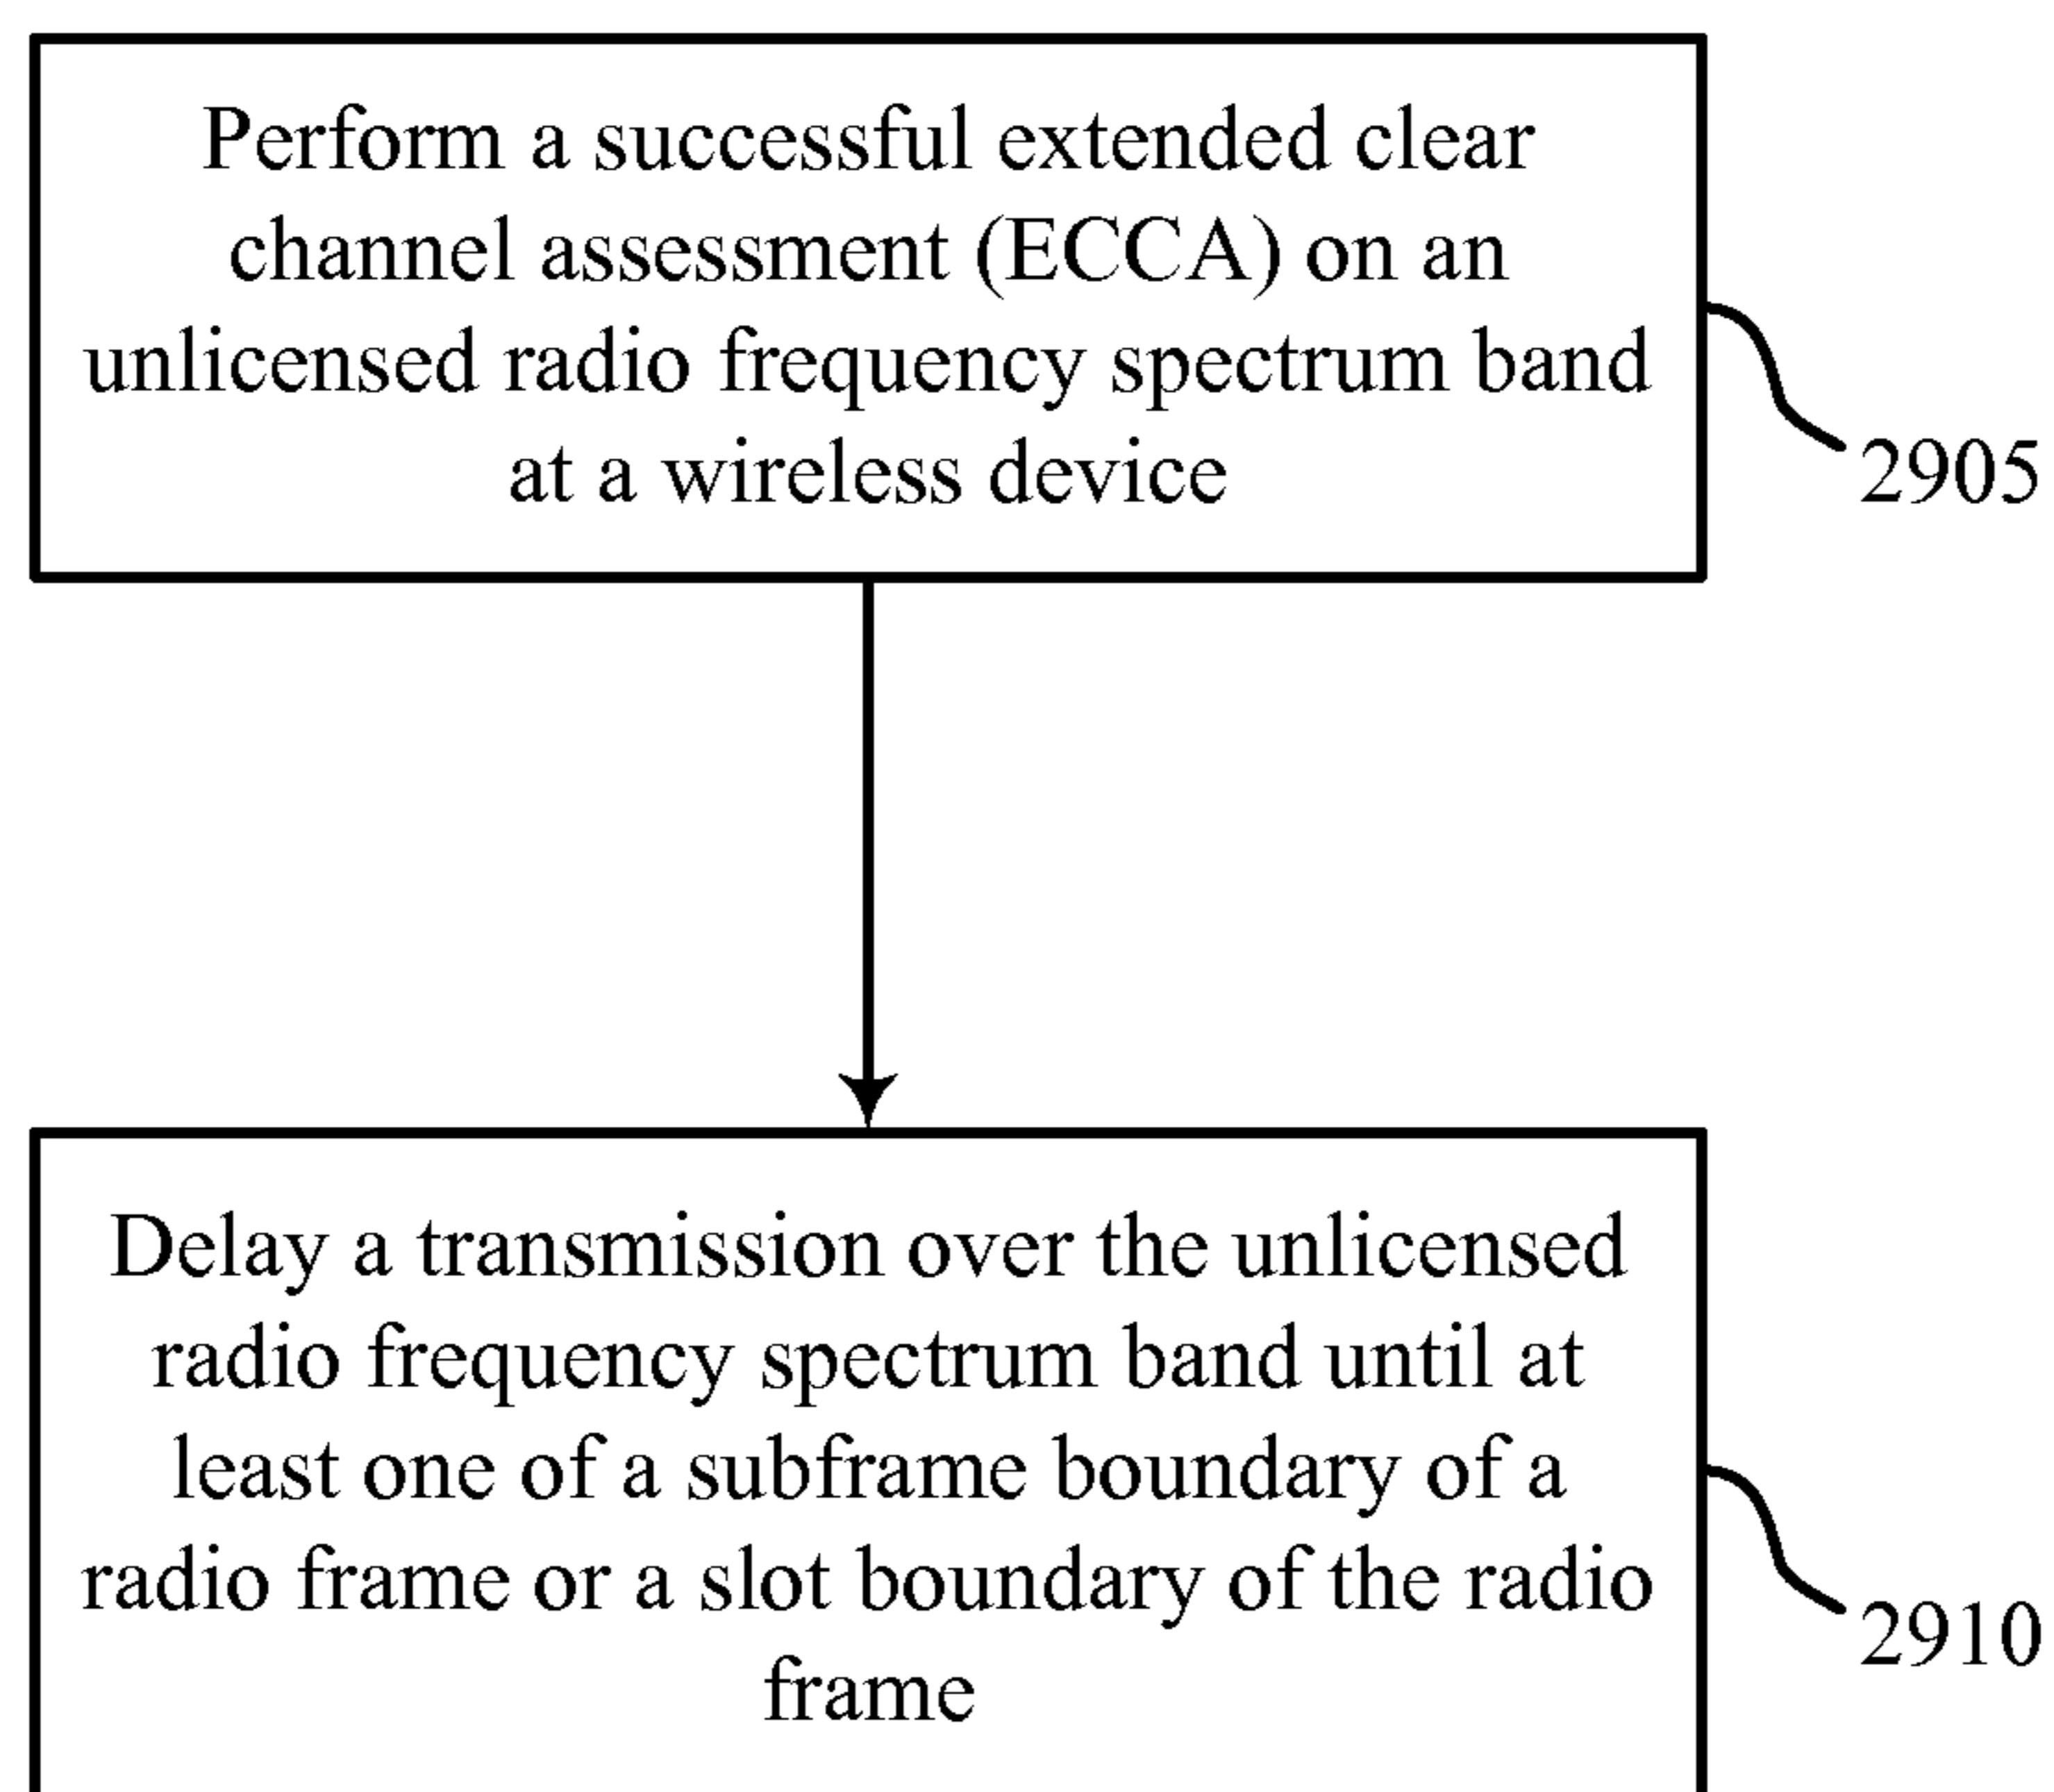 Perform a successful extended clear
channel assessment (ECCA) on an
unlicensed radio frequency spectrum band
at a wireless device
2905
Delay a transmission over the unlicensed
radio frequency spectrum band until at
least one of a subframe boundary of a
radio frame or a slot boundary of the radio
frame
2910